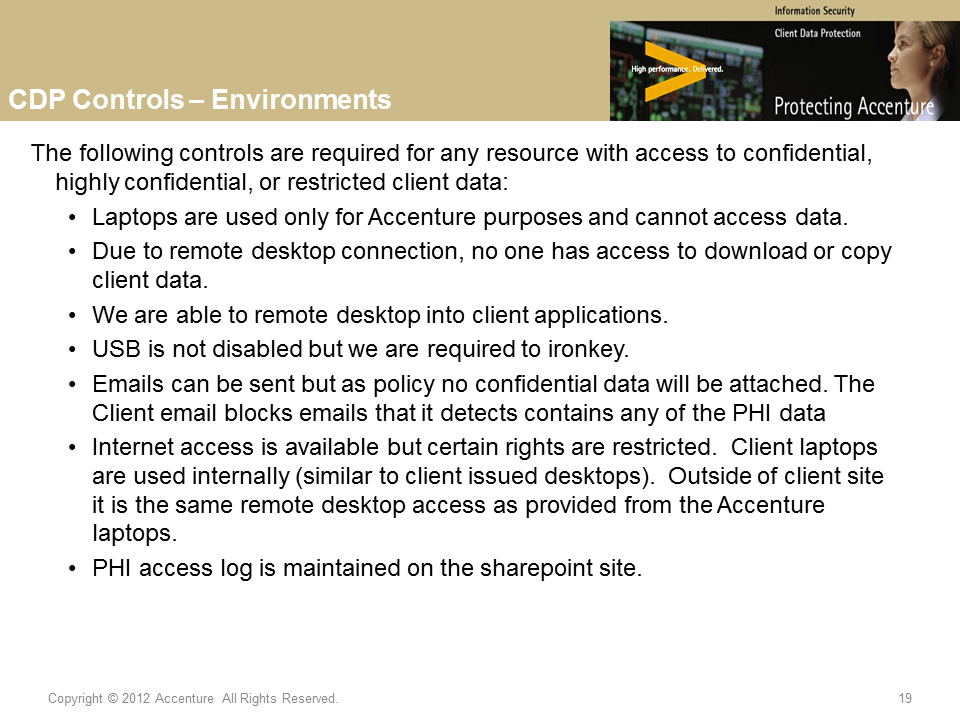 Information Security
Client Data Protection
High performance. Delivered.
Protecting Accenture
CDP Controls – Environments
The following controls are required for any resource with access to confidential,
highly confidential, or restricted client data:
• Laptops are used only for Accenture purposes and cannot access data.
• Due to remote desktop connection, no one has access to download or copy
client data.
• We are able to remote desktop into client applications.
• USB is not disabled but we are required to ironkey.
• Emails can be sent but as policy no confidential data will be attached. The
Client email blocks emails that it detects contains any of the PHI data
• Internet access is available but certain rights are restricted.  Client laptops
are used internally (similar to client issued desktops).  Outside of client site
it is the same remote desktop access as provided from the Accenture
laptops.
• PHI access log is maintained on the sharepoint site.
Copyright © 2012 Accenture  All Rights Reserved.
19